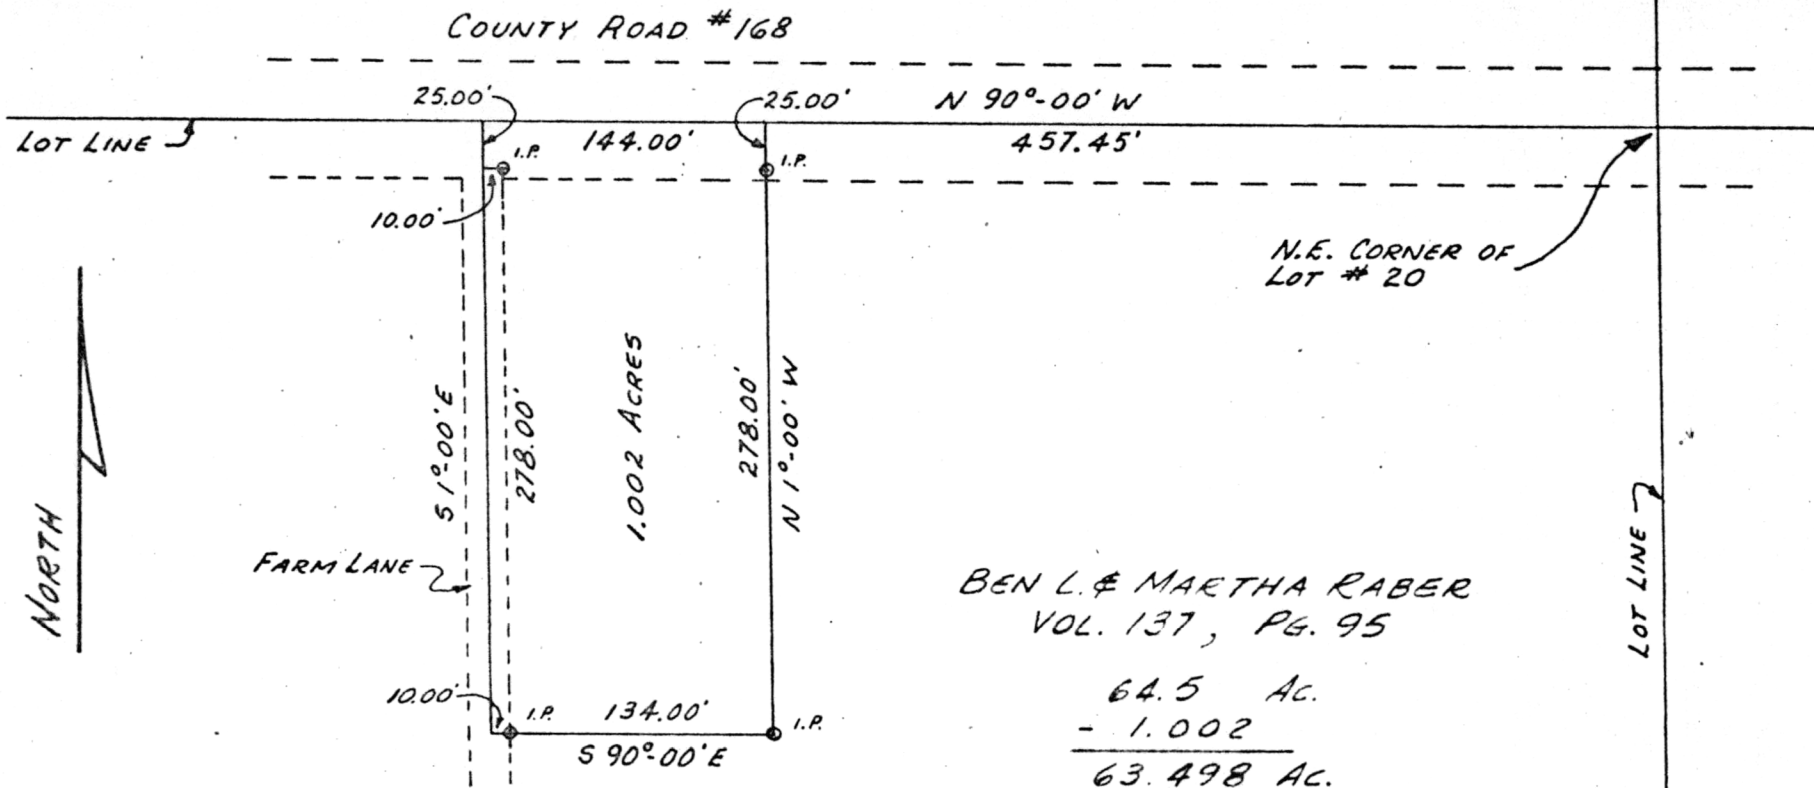 COUNTY ROAD #168
25.00'
25.00'
N 90°-00' W
LOT LINE
I.P.
144.00'
I.P.
457.45'
10.00'
N.E. CORNER OF
LOT # 20
S 1°-00' E
278.00'
1.002 ACRES
278.00'
N 1°-00' W
NORTH
FARM LANE
LOT LINE
BEN L. & MARTHA RABER
VOL. 137, PG. 95
64.5 AC.
- 1.002
63.498 AC.
10.00'
I.P.
134.00'
I.P.
S 90°-00' E